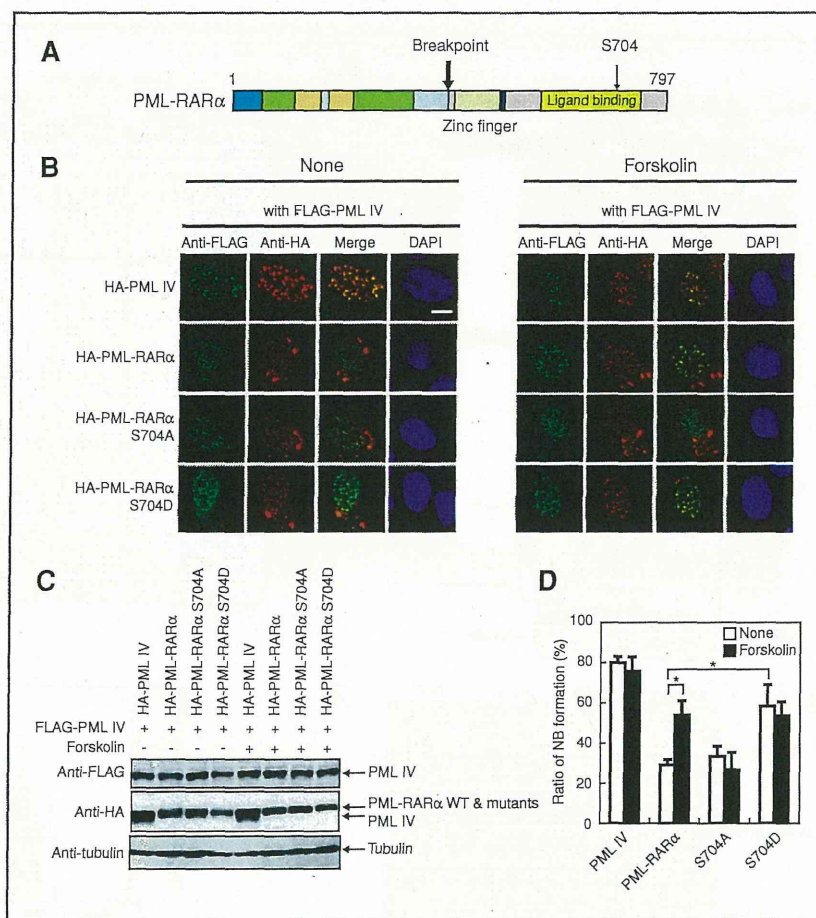 A
Breakpoint
S704
1
797
PML-RARα
Ligand binding
Zinc finger
B
None
Forskolin
with FLAG-PML IV
with FLAG-PML IV
Anti-FLAG Anti-HA Merge DAPI
Anti-FLAG Anti-HA Merge DAPI
HA-PML IV
HA-PML-RARα
HA-PML-RARα
S704A
HA-PML-RARα
S704D
C
HA-PML IV
HA-PML-RARα
HA-PML-RARα S704A
HA-PML-RARα S704D
HA-PML IV
HA-PML-RARα
HA-PML-RARα S704A
HA-PML-RARα S704D
FLAG-PML IV + + + + + + + +
Forskolin - - - - + + + +
Anti-FLAG
PML IV
Anti-HA
PML-RARα WT & mutants
PML IV
Anti-tubulin
Tubulin
D
Ratio of NB formation (%)
100
80
60
40
20
0
None
Forskolin
*
*
PML IV
PML-RARα
S704A
S704D